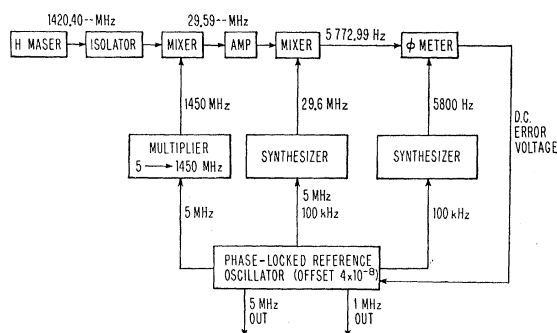 1420.40--MHz
29.59--MHz
5 772.99 Hz
H MASER
ISOLATOR
MIXER
AMP
MIXER
ϕ METER
1450 MHz
29.6 MHz
5800 Hz
D.C.
ERROR
VOLTAGE
MULTIPLIER
5 → 1450 MHz
SYNTHESIZER
SYNTHESIZER
5 MHz
5 MHz
100 kHz
100 kHz
PHASE-LOCKED REFERENCE
OSCILLATOR (OFFSET 4x10⁻⁸)
5 MHz
OUT
1 MHz
OUT